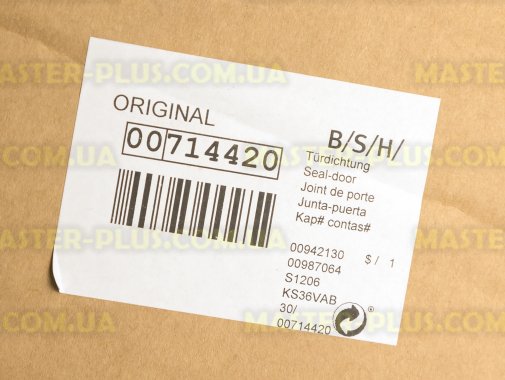 ORIGINAL
00714420
B/S/H/
Türdichtung
Seal-door
Joint de porte
Junta-puerta
Kap# contas#
00942130 $ / 1
00987064
S1206
KS36VAB
30/
00714420
®
MASTER-PLUS.COM.UA